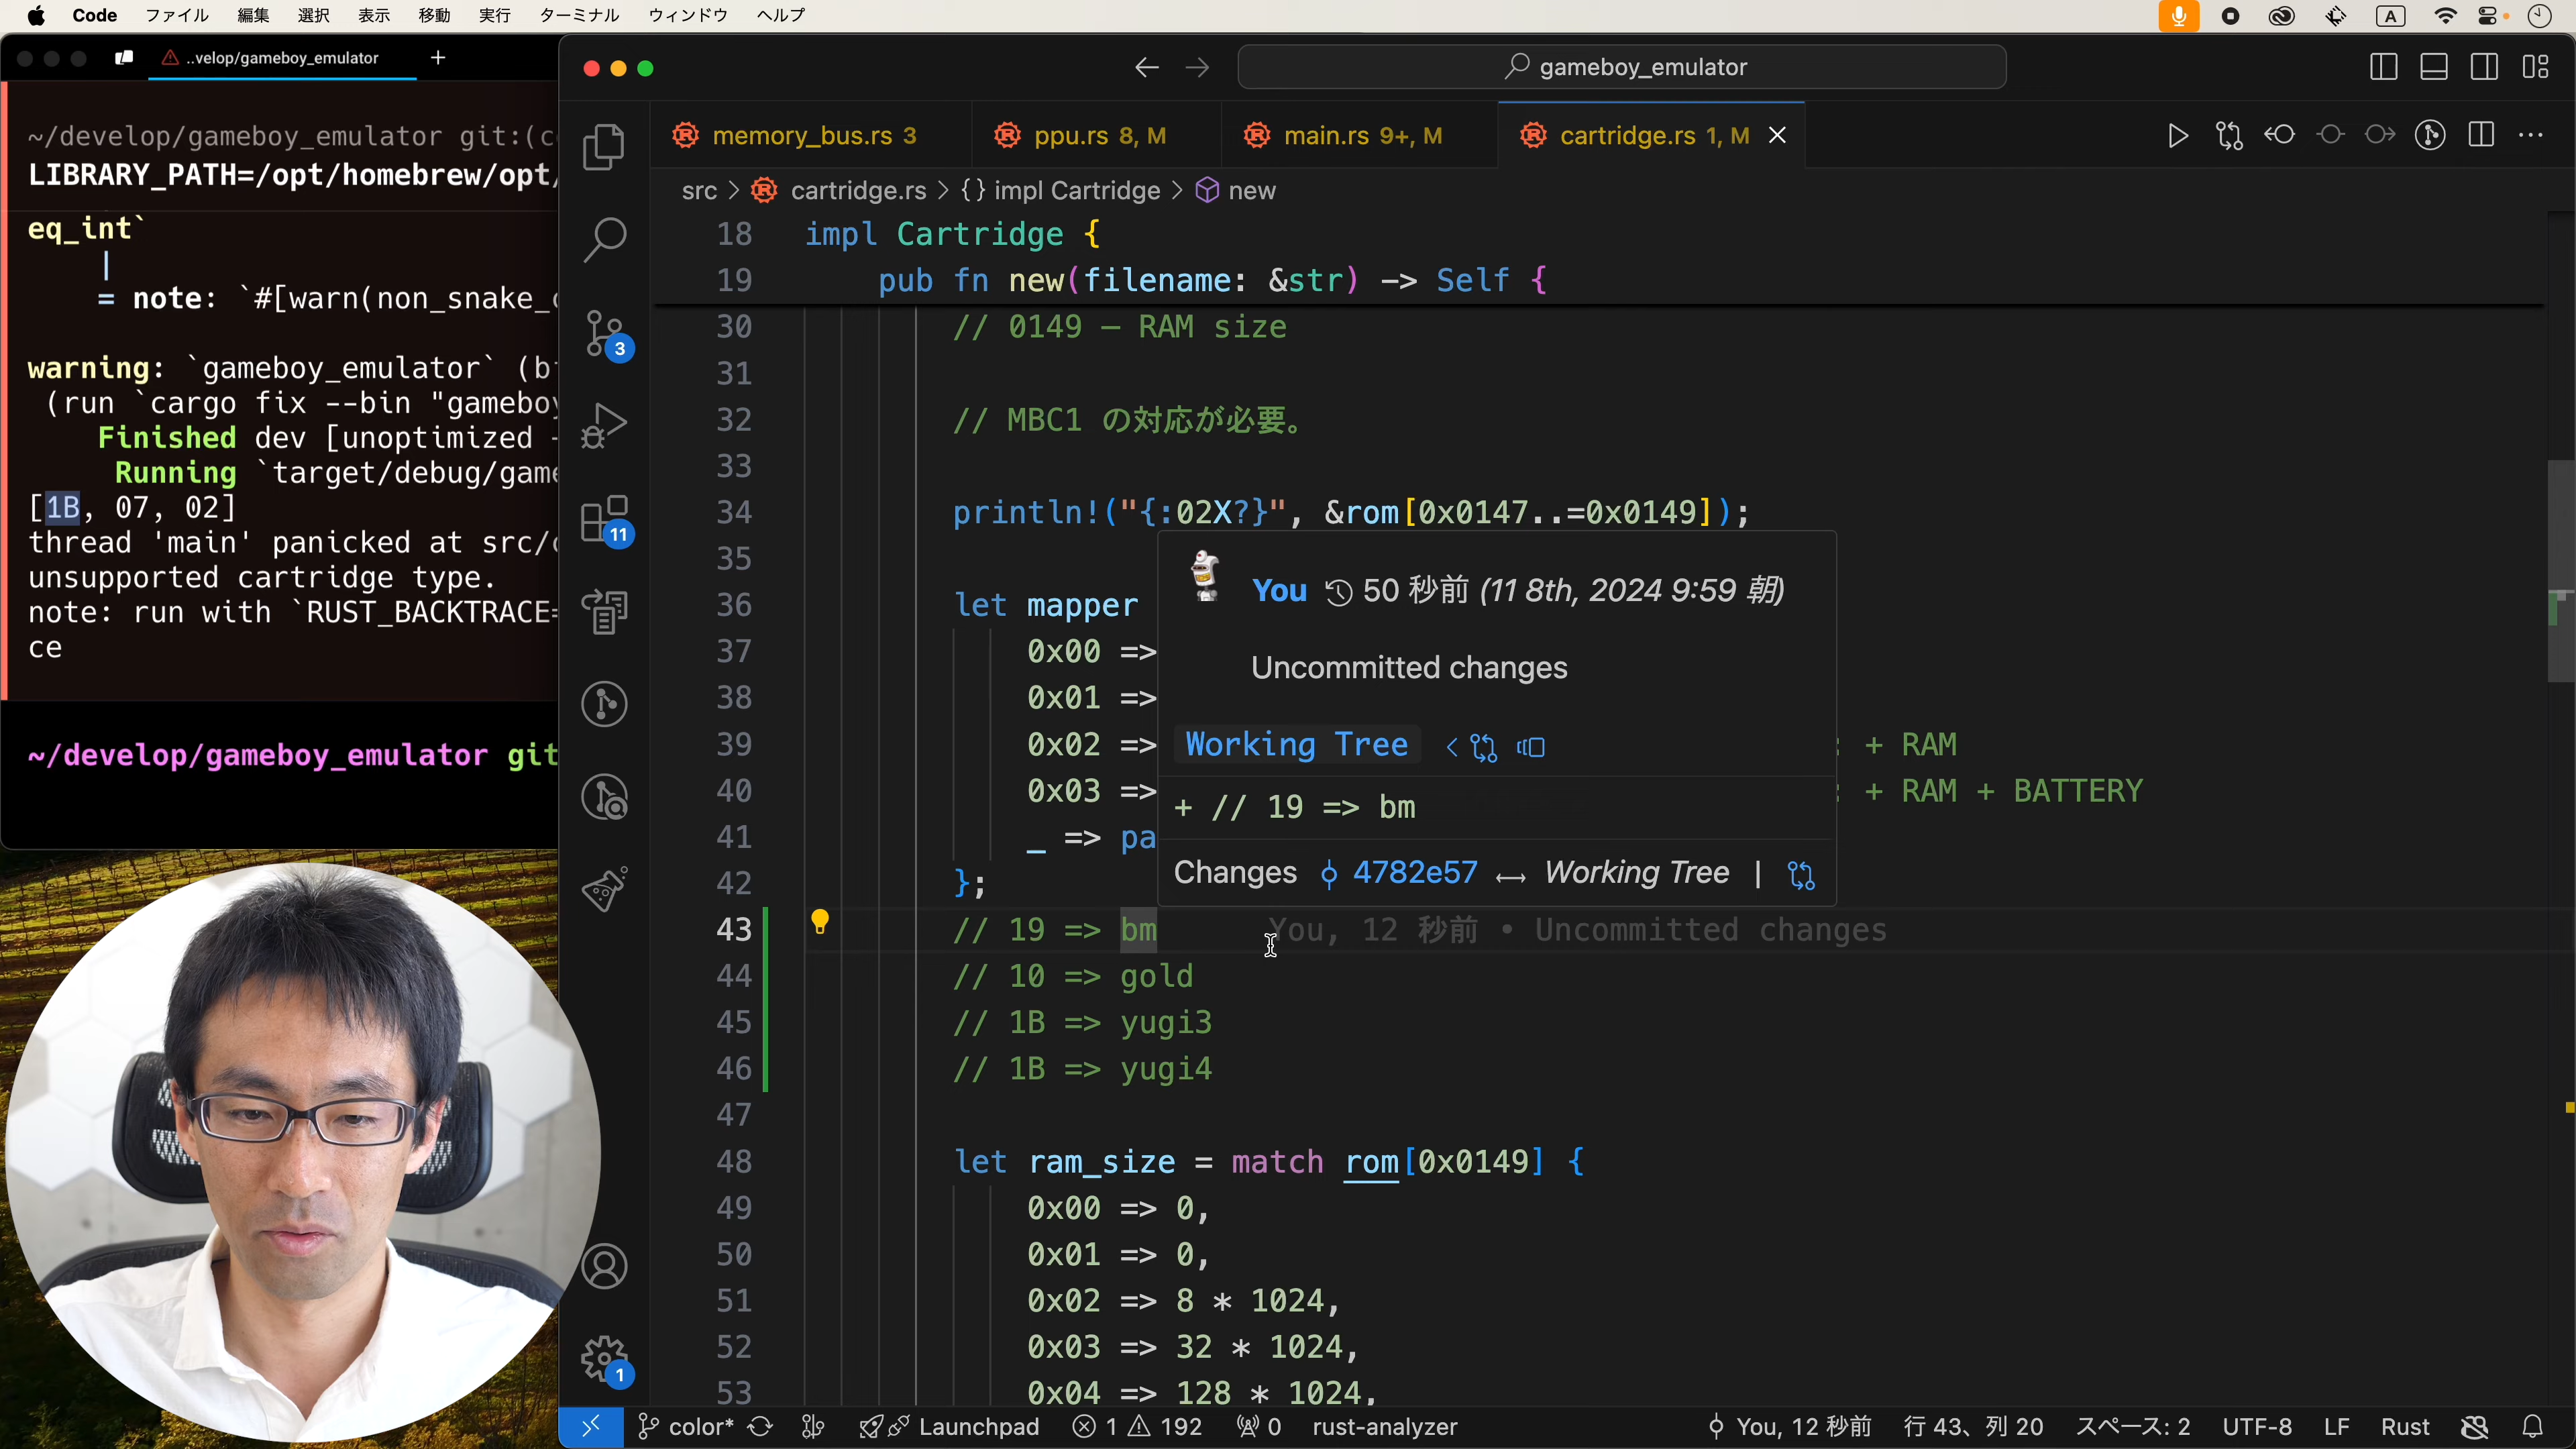 Code ファイル 編集 選択 表示 移動 実行 ターミナル ウィンドウ ヘルプ
A
..velop/gameboy_emulator
gameboy_emulator
~/develop/gameboy_emulator git:(c
LIBRARY_PATH=/opt/homebrew/opt/
eq_int`
|
= note: `#[warn(non_snake_
warning: `gameboy_emulator` (b
(run `cargo fix --bin "gameboy
Finished dev [unoptimized
Running `target/debug/game
[1B, 07, 02]
thread 'main' panicked at src/
unsupported cartridge type.
note: run with `RUST_BACKTRACE=
ce
~/develop/gameboy_emulator git
3
11
1
memory_bus.rs 3
ppu.rs 8, M
main.rs 9+, M
cartridge.rs 1, M
src > cartridge.rs > {} impl Cartridge > new
18 impl Cartridge {
19 pub fn new(filename: &str) -> Self {
30 // 0149 — RAM size
31
32 // MBC1 の対応が必要。
33
34 println!("{:02X?}", &rom[0x0147..=0x0149]);
35
36 let mapper
37 0x00 =>
38 0x01 =>
39 0x02 => + RAM
40 0x03 => + RAM + BATTERY
41 _ => pa
42 };
43 // 19 => bm You, 12 秒前 • Uncommitted changes
44 // 10 => gold
45 // 1B => yugi3
46 // 1B => yugi4
47
48 let ram_size = match rom[0x0149] {
49 0x00 => 0,
50 0x01 => 0,
51 0x02 => 8 * 1024,
52 0x03 => 32 * 1024,
53 0x04 => 128 * 1024,
You 50 秒前 (11 8th, 2024 9:59 朝)
Uncommitted changes
Working Tree
+ // 19 => bm
Changes 4782e57 ↔ Working Tree |
color* Launchpad 1 192 0 rust-analyzer You, 12 秒前 行 43、列 20 スペース: 2 UTF-8 LF Rust